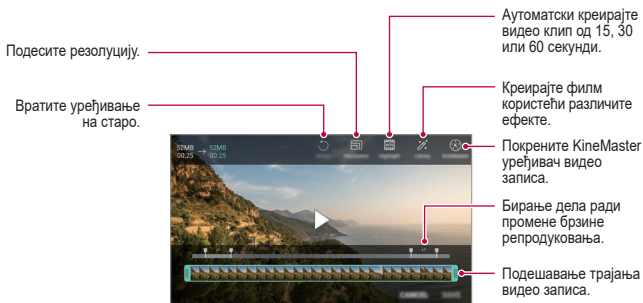 Подесите резолуцију.
Вратите уређивање
на старо.
Аутоматски креирајте
видео клип од 15, 30
или 60 секунди.
Креирајте филм
користећи различите
ефекте.
Покрените KineMaster
уређивач видео
записа.
Бирање дела ради
промене брзине
репродуковања.
Подешавање трајања
видео записа.
52MB → 52MB
00:25 00:25
CANCEL SAVE